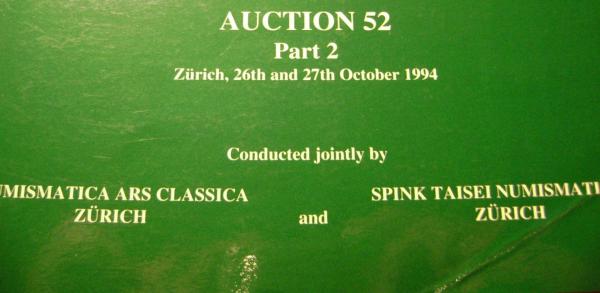 AUCTION 52
Part 2
Zürich, 26th and 27th October 1994
Conducted jointly by
UMISMATICA ARS CLASSICA SPINK TAISEI NUMISMATI
ZÜRICH and ZÜRICH